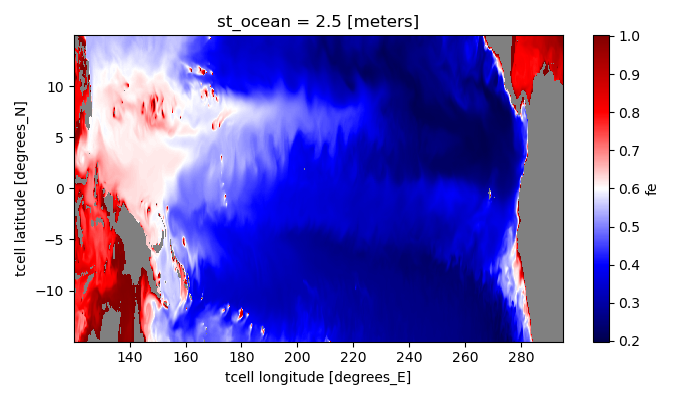 st_ocean = 2.5 [meters]
tcell latitude [degrees_N]
10
5
0
−5
−10
140 160 180 200 220 240 260 280
tcell longitude [degrees_E]
1.0
0.9
0.8
0.7
0.6
0.5
0.4
0.3
0.2
fe